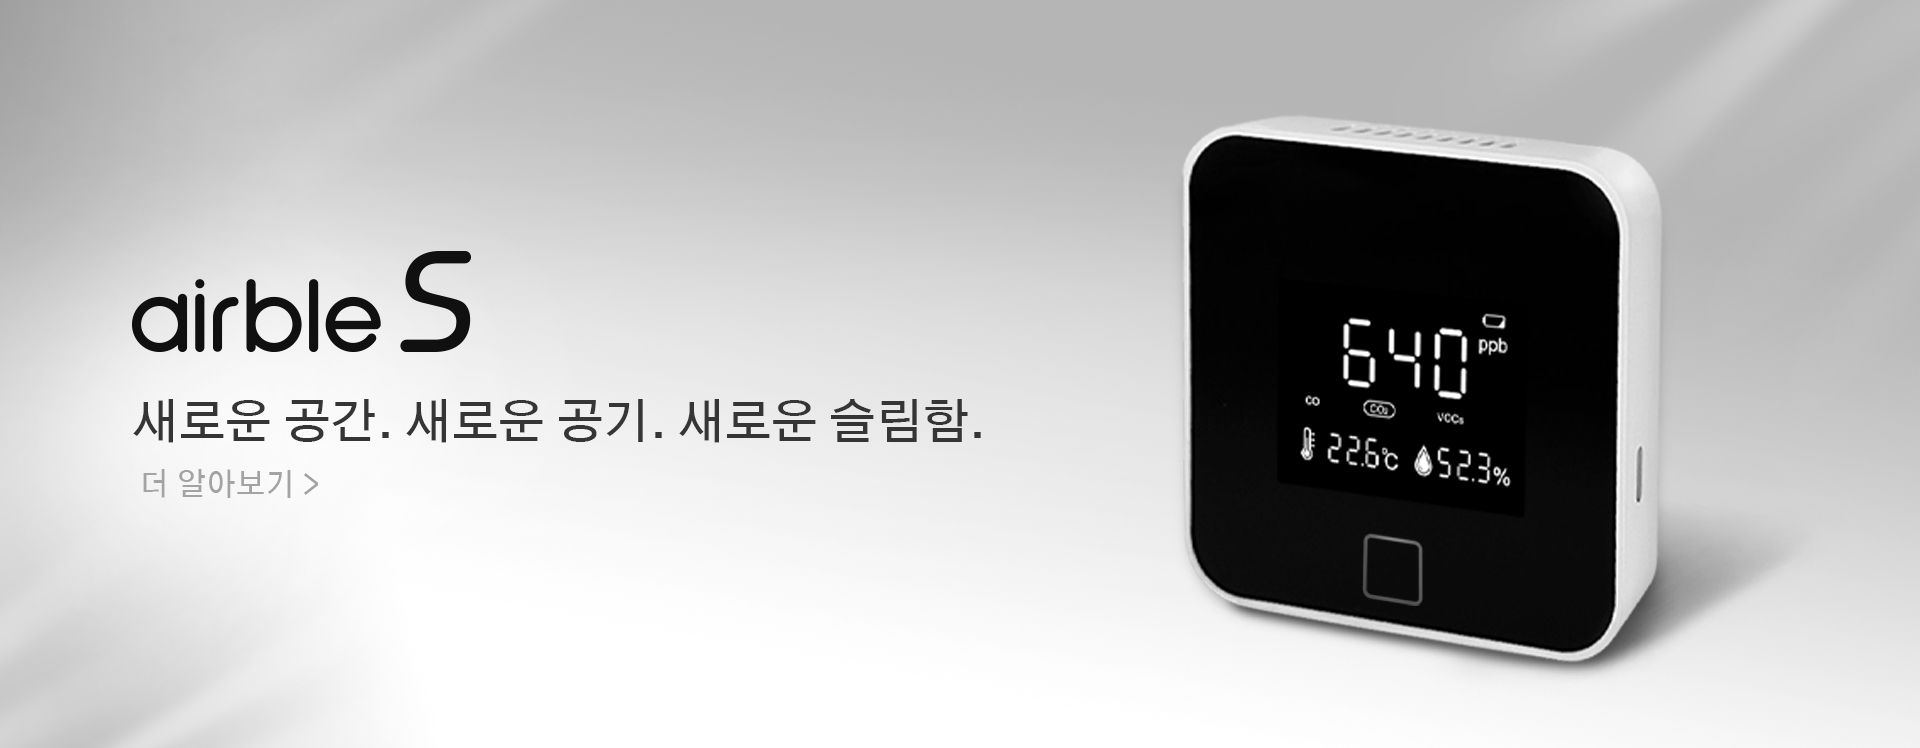 airble S
새로운 공간. 새로운 공기. 새로운 슬림함.
더 알아보기 >
640 ppb
CO CO₂ VOCs
22.6℃ 52.3%